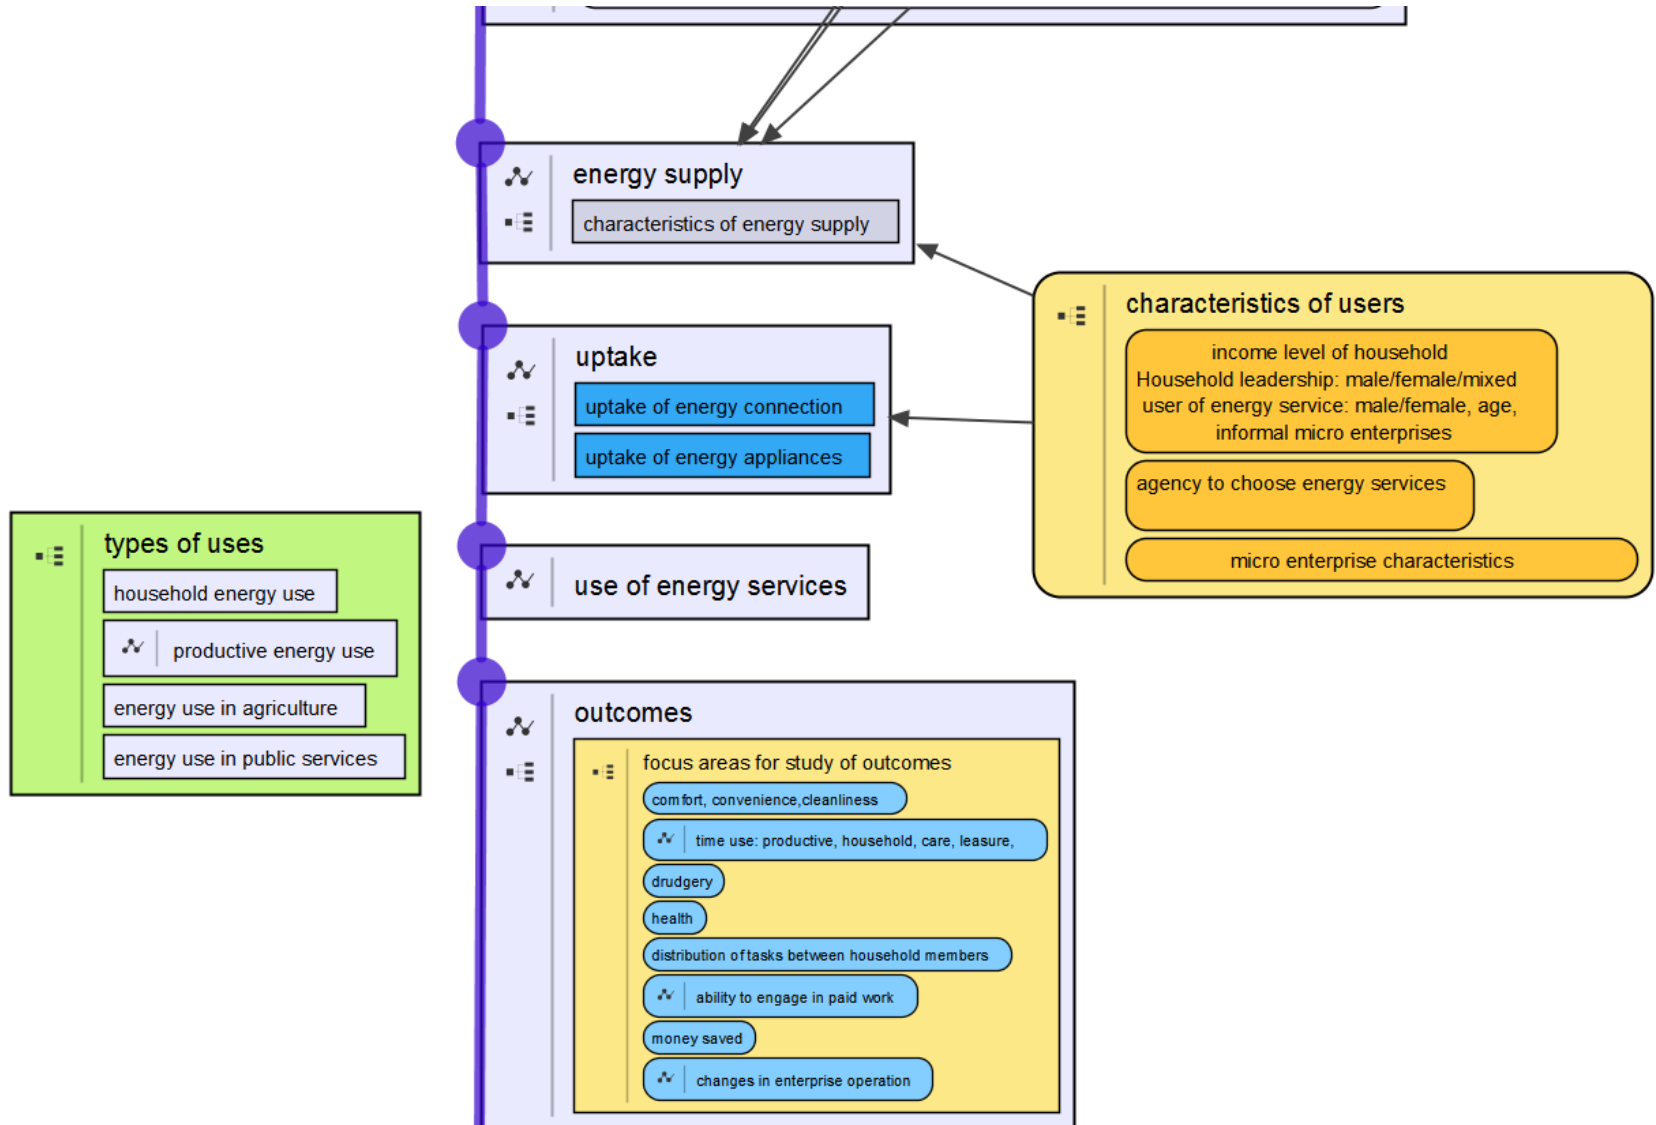 energy supply
characteristics of energy supply
characteristics of users
income level of household
Household leadership: male/female/mixed
user of energy service: male/female, age,
informal micro enterprises
agency to choose energy services
micro enterprise characteristics
uptake
uptake of energy connection
uptake of energy appliances
types of uses
household energy use
productive energy use
energy use in agriculture
energy use in public services
use of energy services
outcomes
focus areas for study of outcomes
comfort, convenience,cleanliness
time use: productive, household, care, leasure,
drudgery
health
distribution of tasks between household members
ability to engage in paid work
money saved
changes in enterprise operation